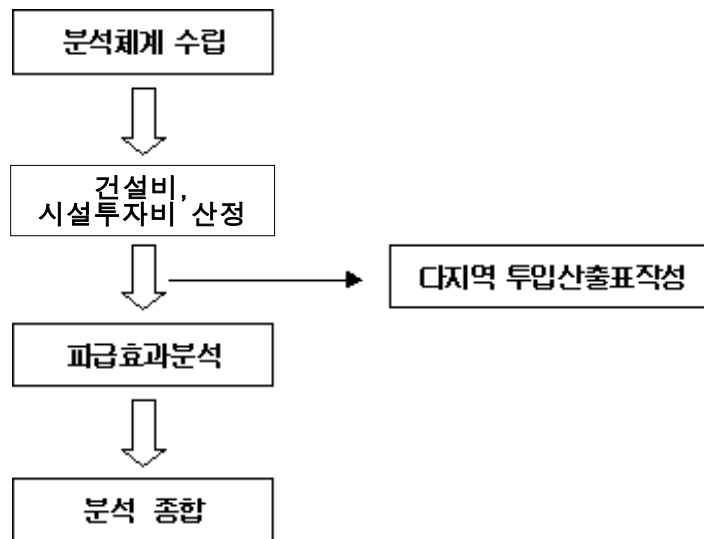 분석체계 수립
건설비,
시설투자비 산정
다지역 투입산출표작성
파급효과분석
분석 종합